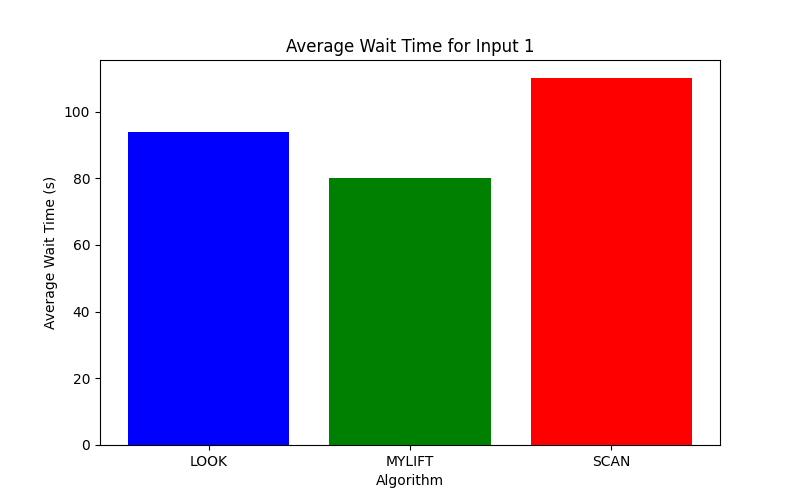 Average Wait Time for Input 1
Average Wait Time (s)
100
80
60
40
20
0
LOOK
MYLIFT
SCAN
Algorithm